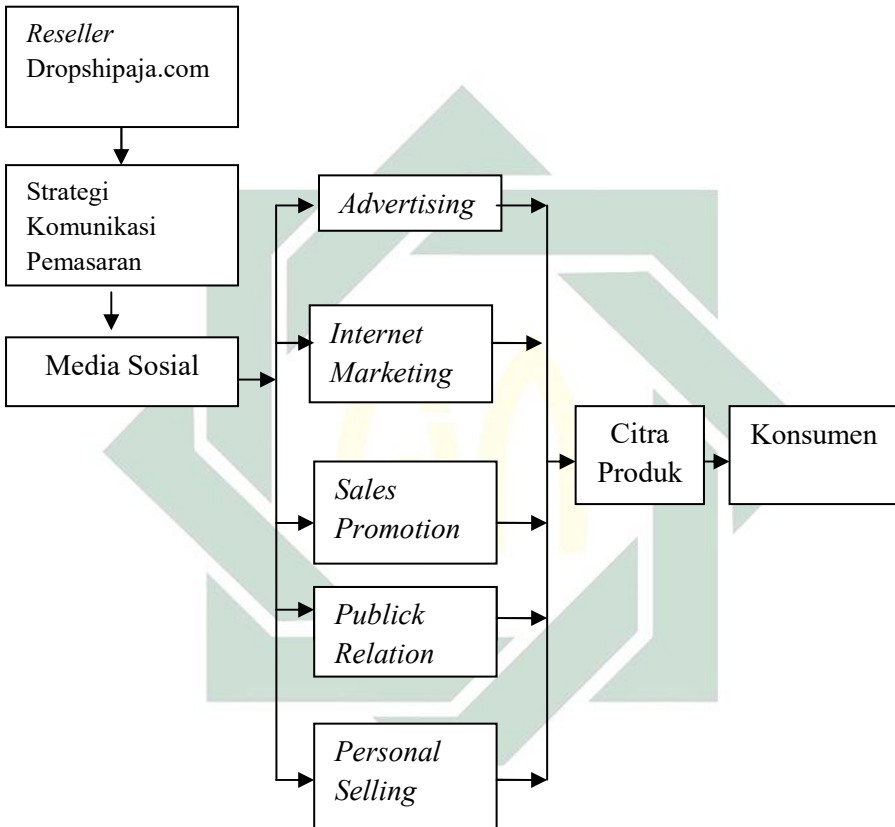 Reseller
Dropshipaja.com
Strategi
Komunikasi
Pemasaran
Media Sosial
Advertising
Internet
Marketing
Sales
Promotion
Publick
Relation
Personal
Selling
Citra
Produk
Konsumen